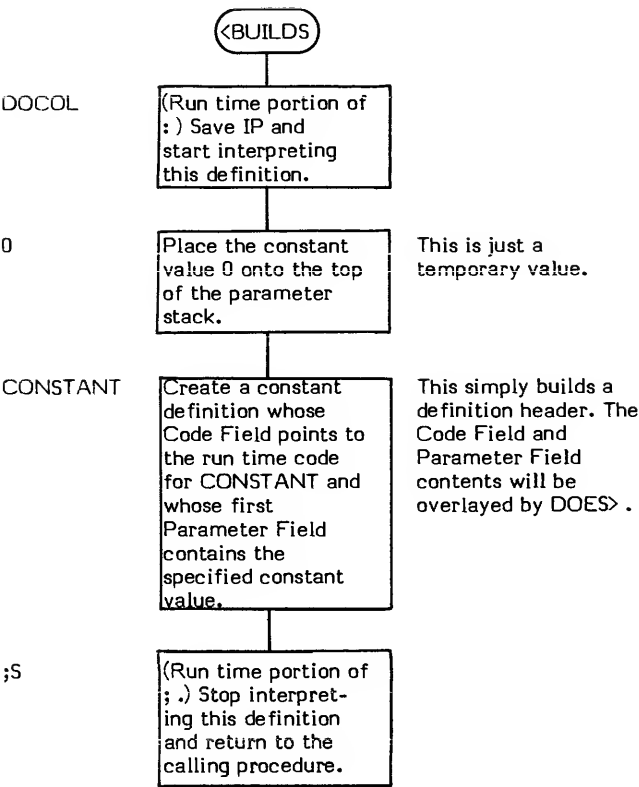 <BUILDS
DOCOL
(Run time portion of
: ) Save IP and
start interpreting
this definition.
0
Place the constant
value 0 onto the top
of the parameter
stack.
This is just a
temporary value.
CONSTANT
Create a constant
definition whose
Code Field points to
the run time code
for CONSTANT and
whose first
Parameter Field
contains the
specified constant
value.
This simply builds a
definition header. The
Code Field and
Parameter Field
contents will be
overlayed by DOES> .
;S
(Run time portion of
; .) Stop interpret-
ing this definition
and return to the
calling procedure.